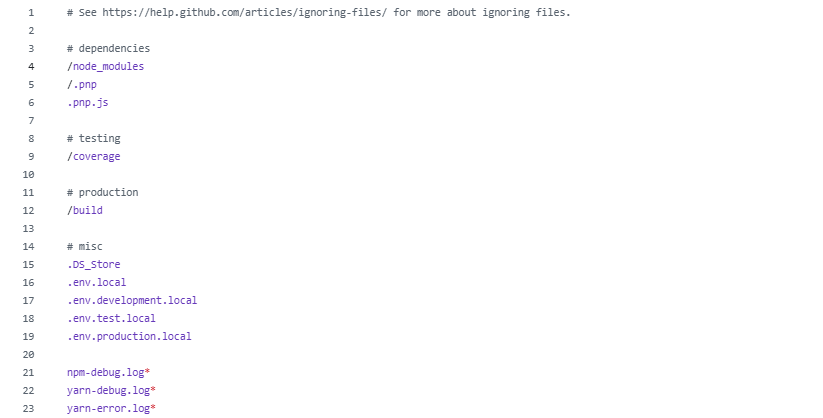 1 # See https://help.github.com/articles/ignoring-files/ for more about ignoring files.
2
3 # dependencies
4 /node_modules
5 /.pnp
6 .pnp.js
7
8 # testing
9 /coverage
10
11 # production
12 /build
13
14 # misc
15 .DS_Store
16 .env.local
17 .env.development.local
18 .env.test.local
19 .env.production.local
20
21 npm-debug.log*
22 yarn-debug.log*
23 yarn-error.log*